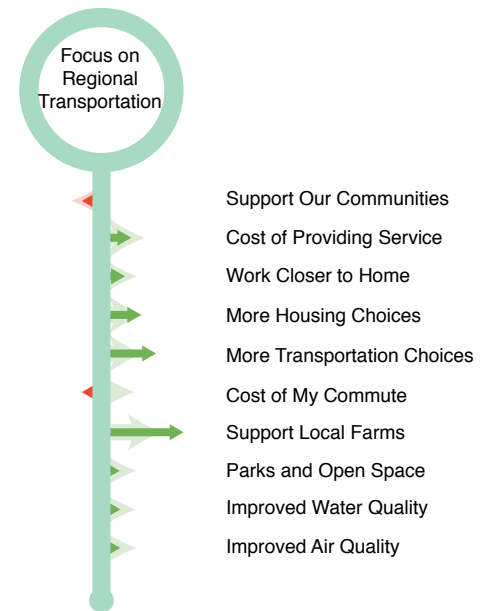 Focus on
Regional
Transportation
Support Our Communities
Cost of Providing Service
Work Closer to Home
More Housing Choices
More Transportation Choices
Cost of My Commute
Support Local Farms
Parks and Open Space
Improved Water Quality
Improved Air Quality